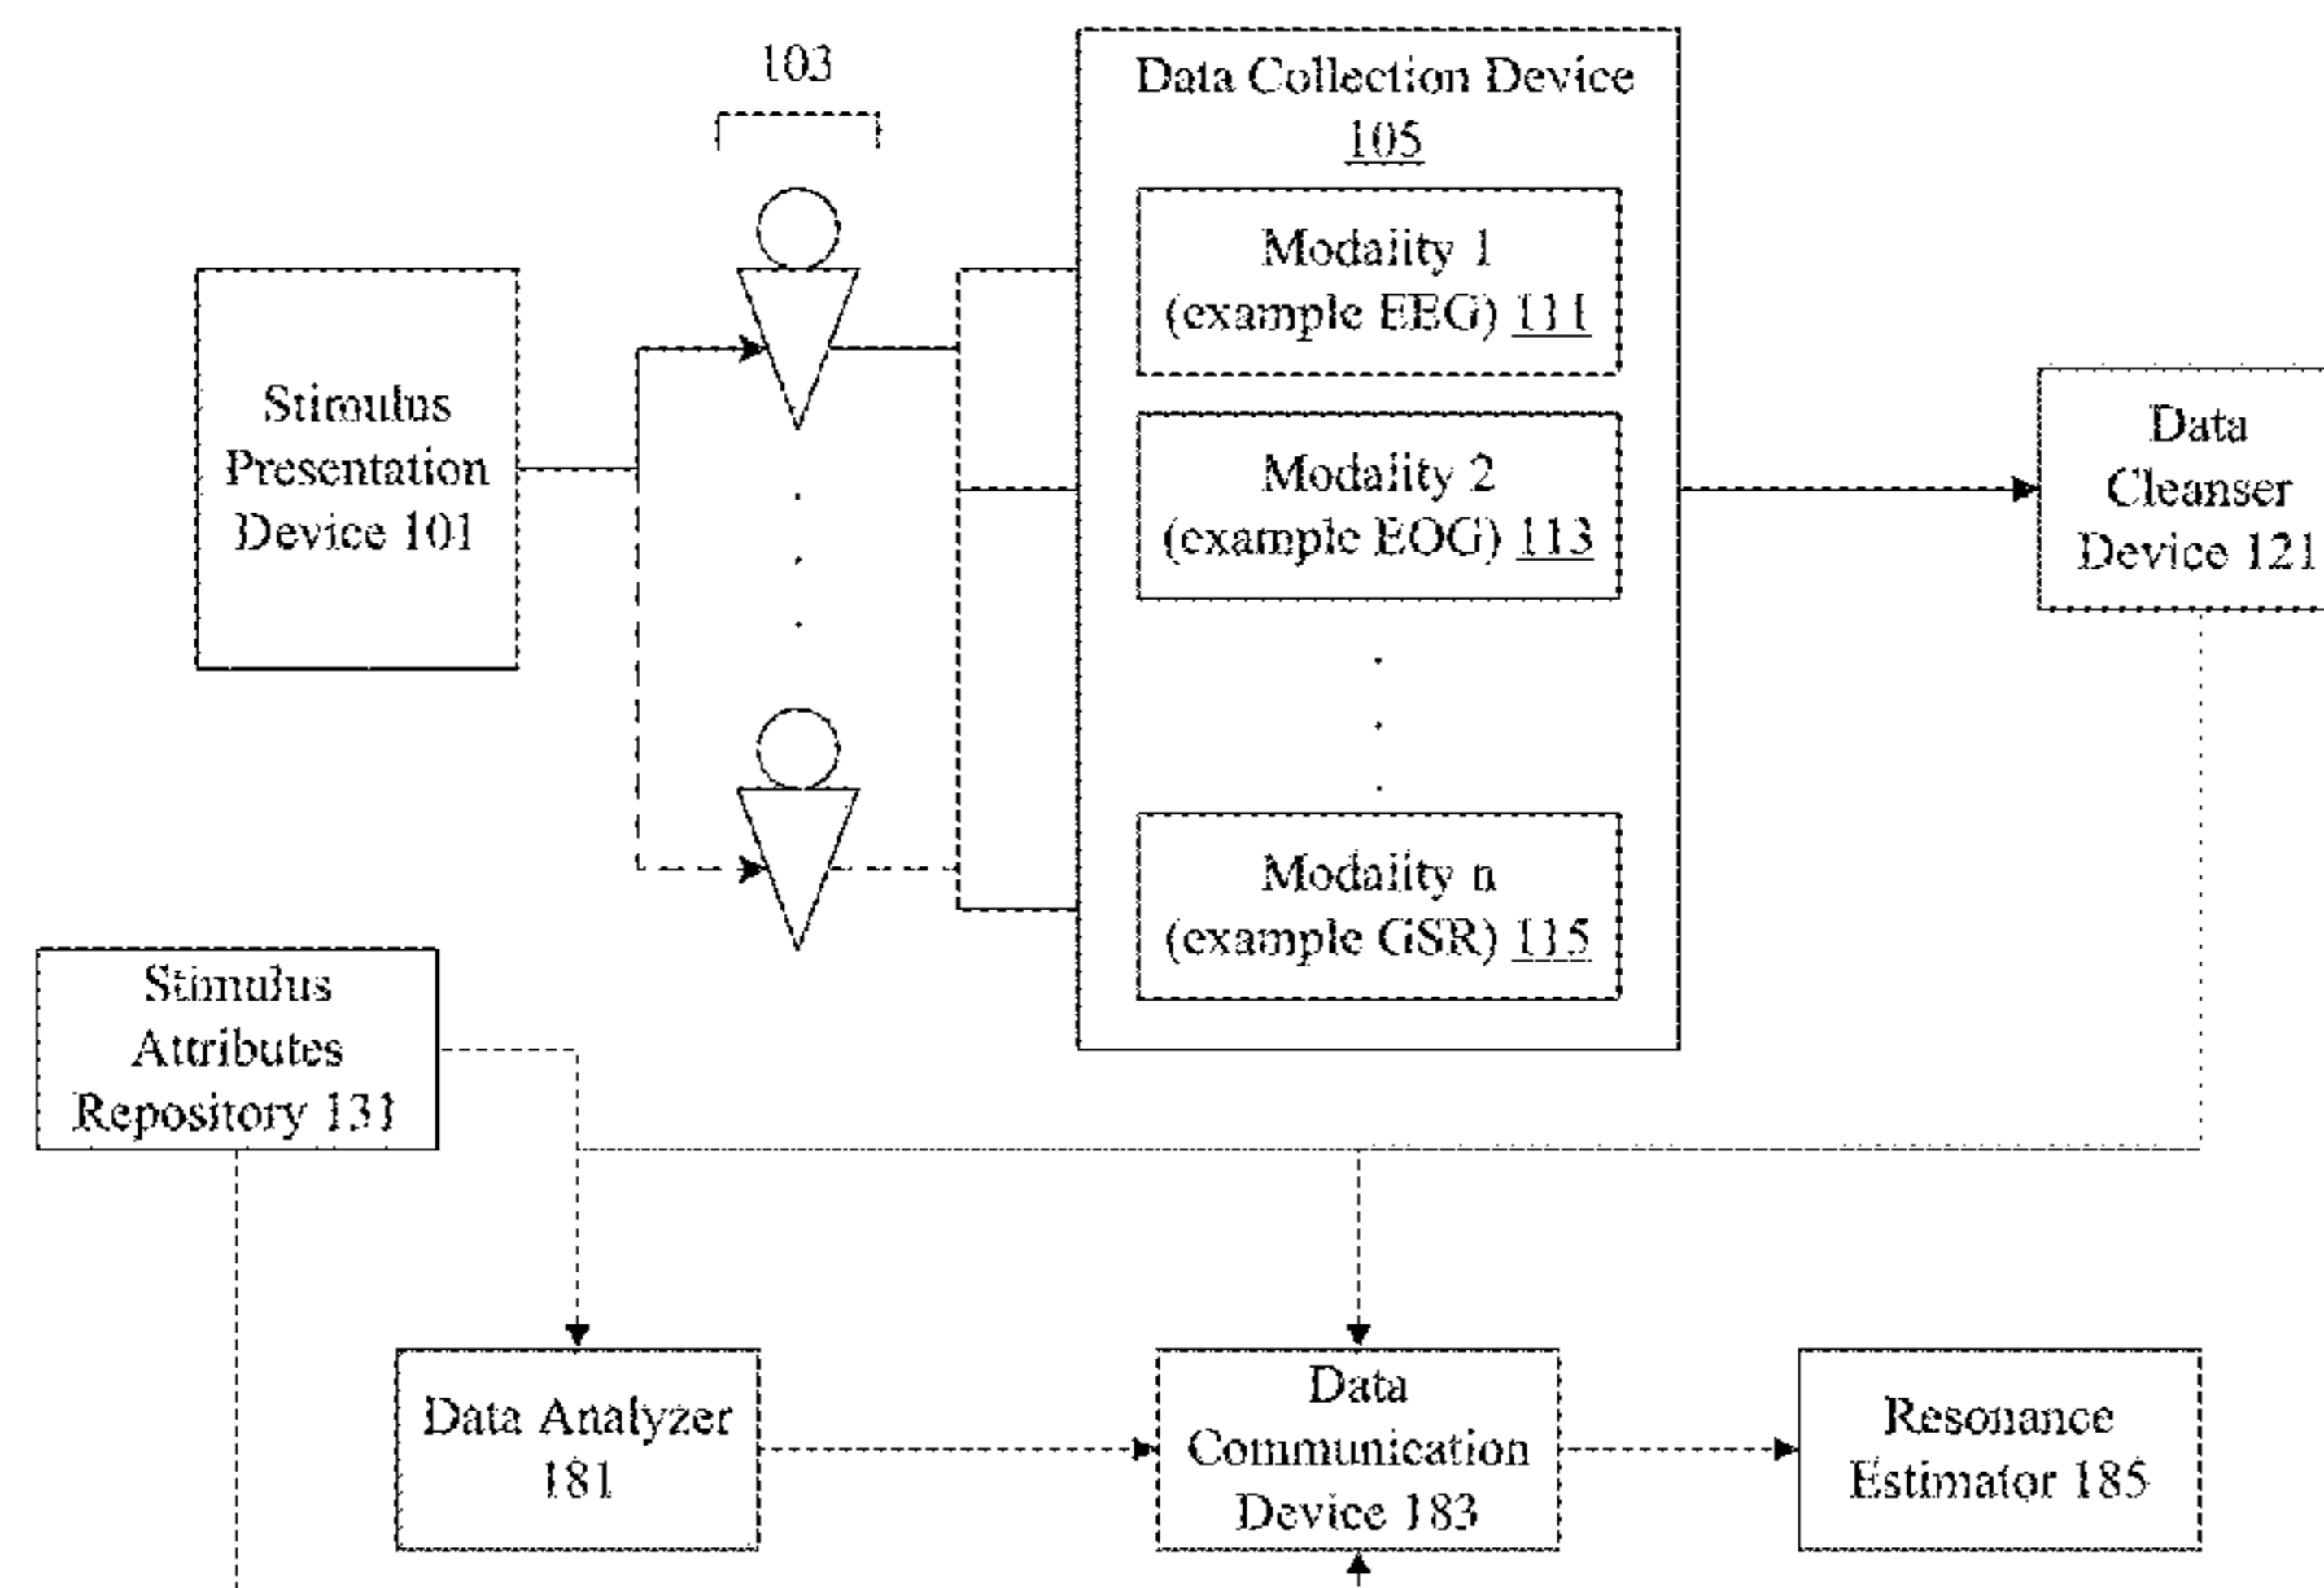 103
Data Collection Device
105
Modality 1
(example EEG) 111
Stimulus
Presentation
Device 101
Modality 2
(example EOG) 113
Data
Cleanser
Device 121
Modality n
(example GSR) 115
Stimulus
Attributes
Repository 131
Data Analyzer
181
Data
Communication
Device 183
Resonance
Estimator 185